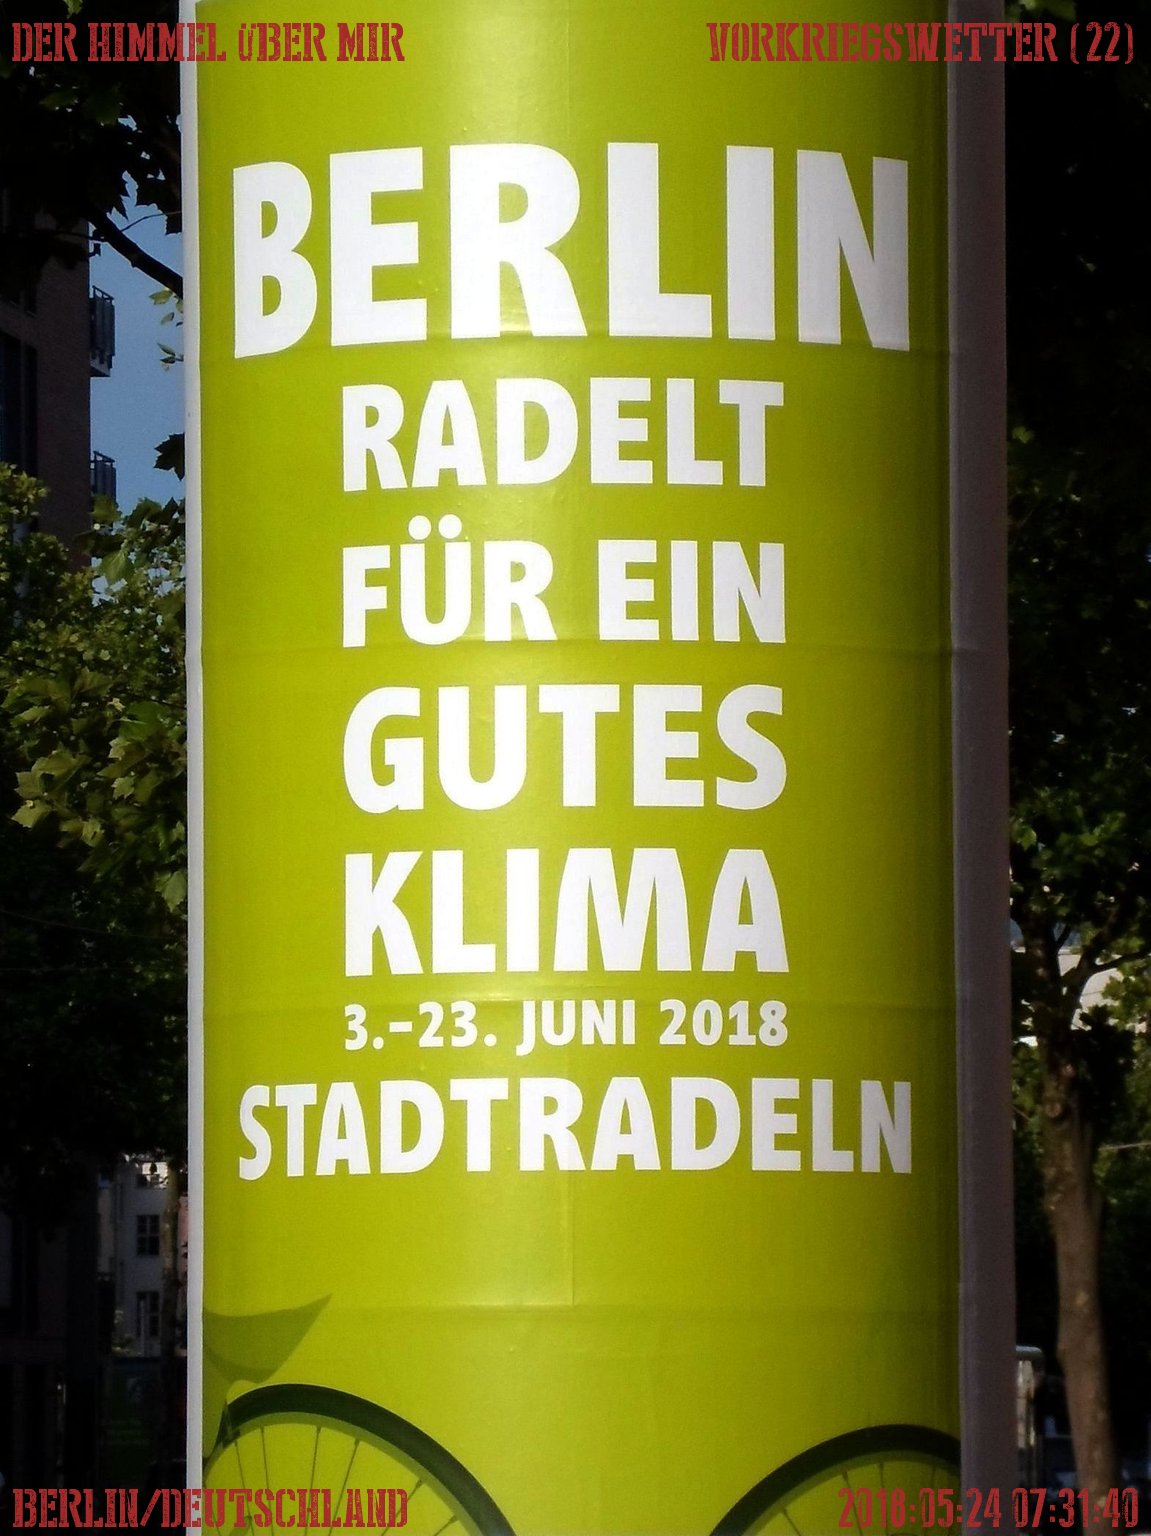 DER HIMMEL ÜBER MIR
VORKRIEGSWETTER (22)
BERLIN
RADELT
FÜR EIN
GUTES
KLIMA
3.–23. JUNI 2018
STADTRADELN
BERLIN/DEUTSCHLAND
2018:05:24 07:31:40